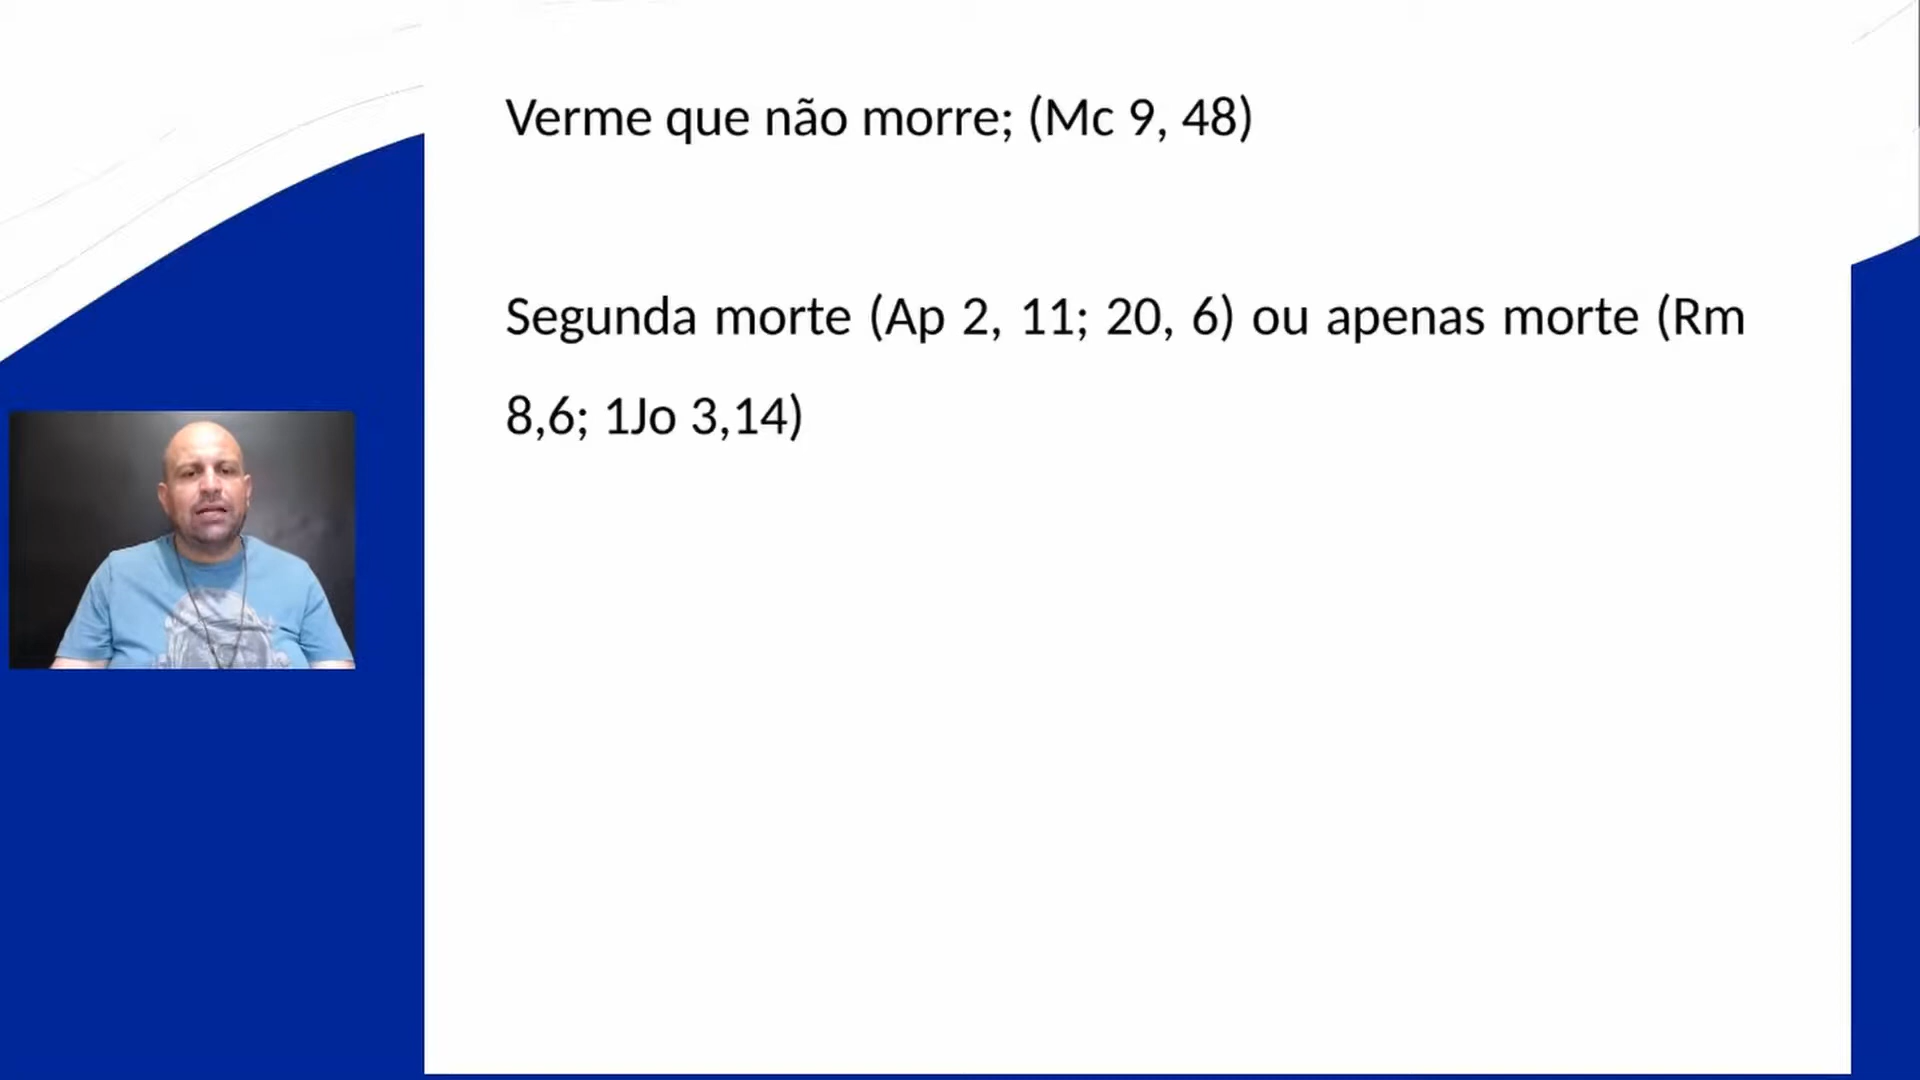 Verme que não morre; (Mc 9, 48)
Segunda morte (Ap 2, 11; 20, 6) ou apenas morte (Rm
8,6; 1Jo 3,14)